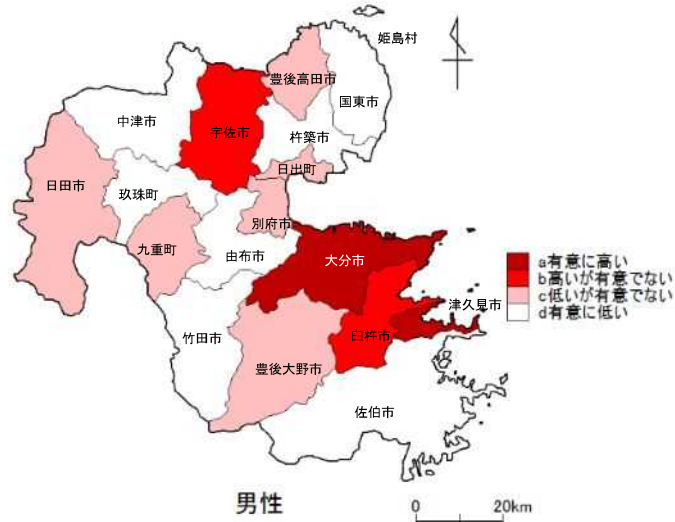 姫島村
豊後高田市
国東市
中津市
宇佐市
杵築市
日出町
日田市
玖珠町
別府市
九重町
由布市
大分市
a有意に高い
b高いが有意でない
c低いが有意でない
d有意に低い
津久見市
竹田市
臼杵市
豊後大野市
佐伯市
男性
0 20km